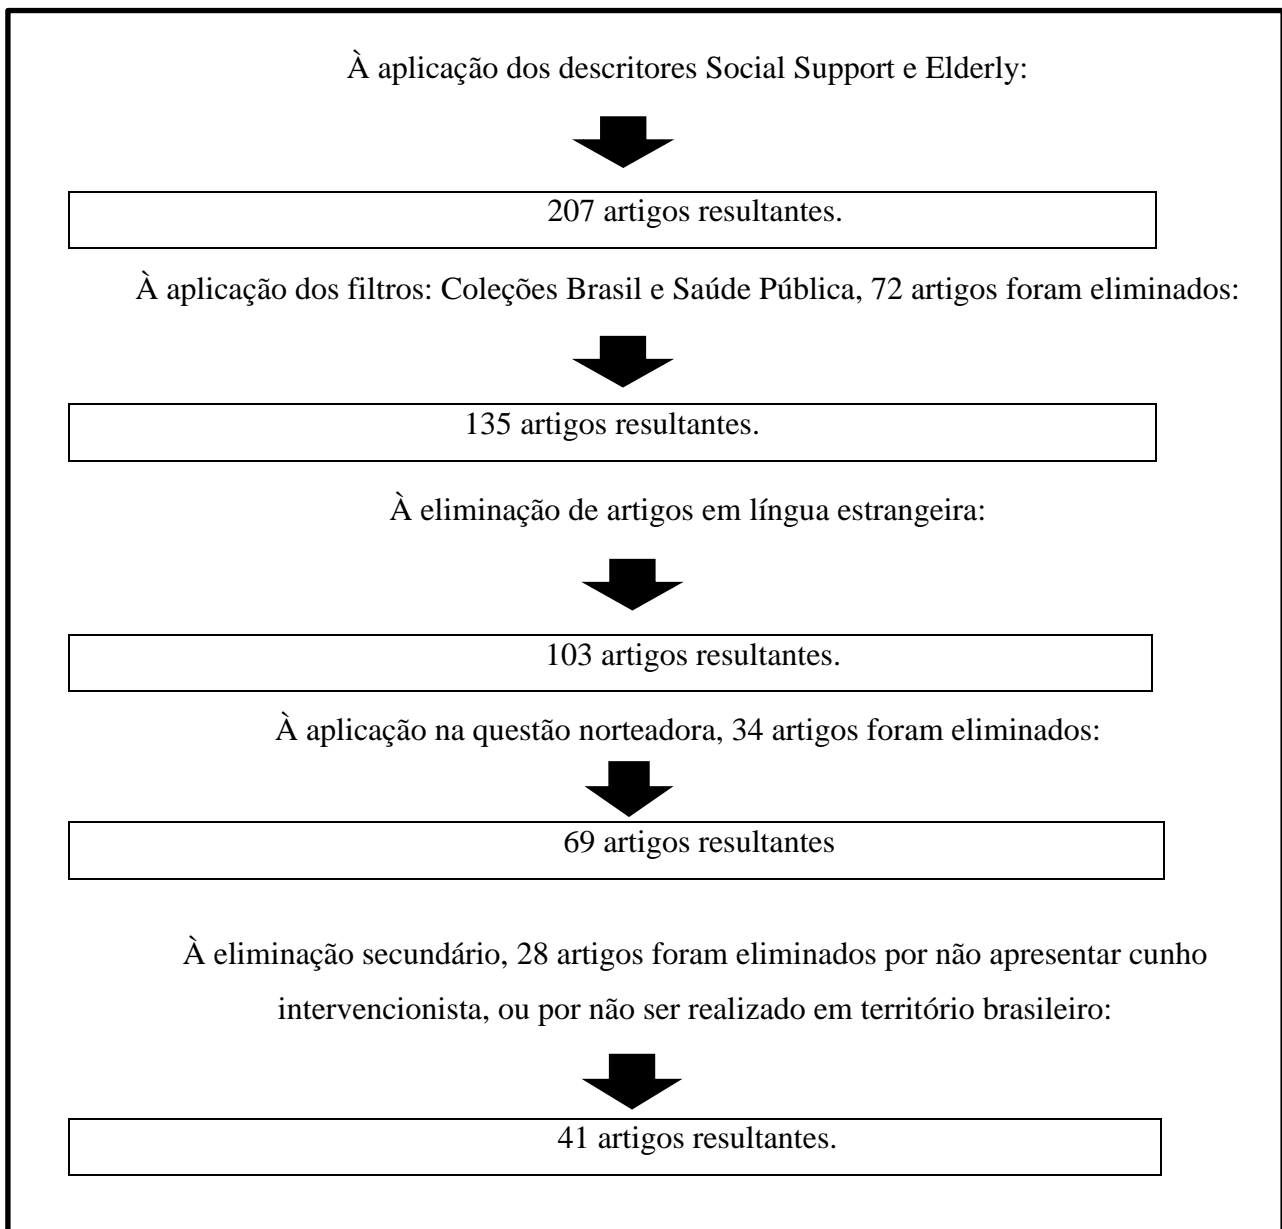 À aplicação dos descritores Social Support e Elderly:
207 artigos resultantes.
À aplicação dos filtros: Coleções Brasil e Saúde Pública, 72 artigos foram eliminados:
135 artigos resultantes.
À eliminação de artigos em língua estrangeira:
103 artigos resultantes.
À aplicação na questão norteadora, 34 artigos foram eliminados:
69 artigos resultantes
À eliminação secundário, 28 artigos foram eliminados por não apresentar cunho
intervencionista, ou por não ser realizado em território brasileiro:
41 artigos resultantes.